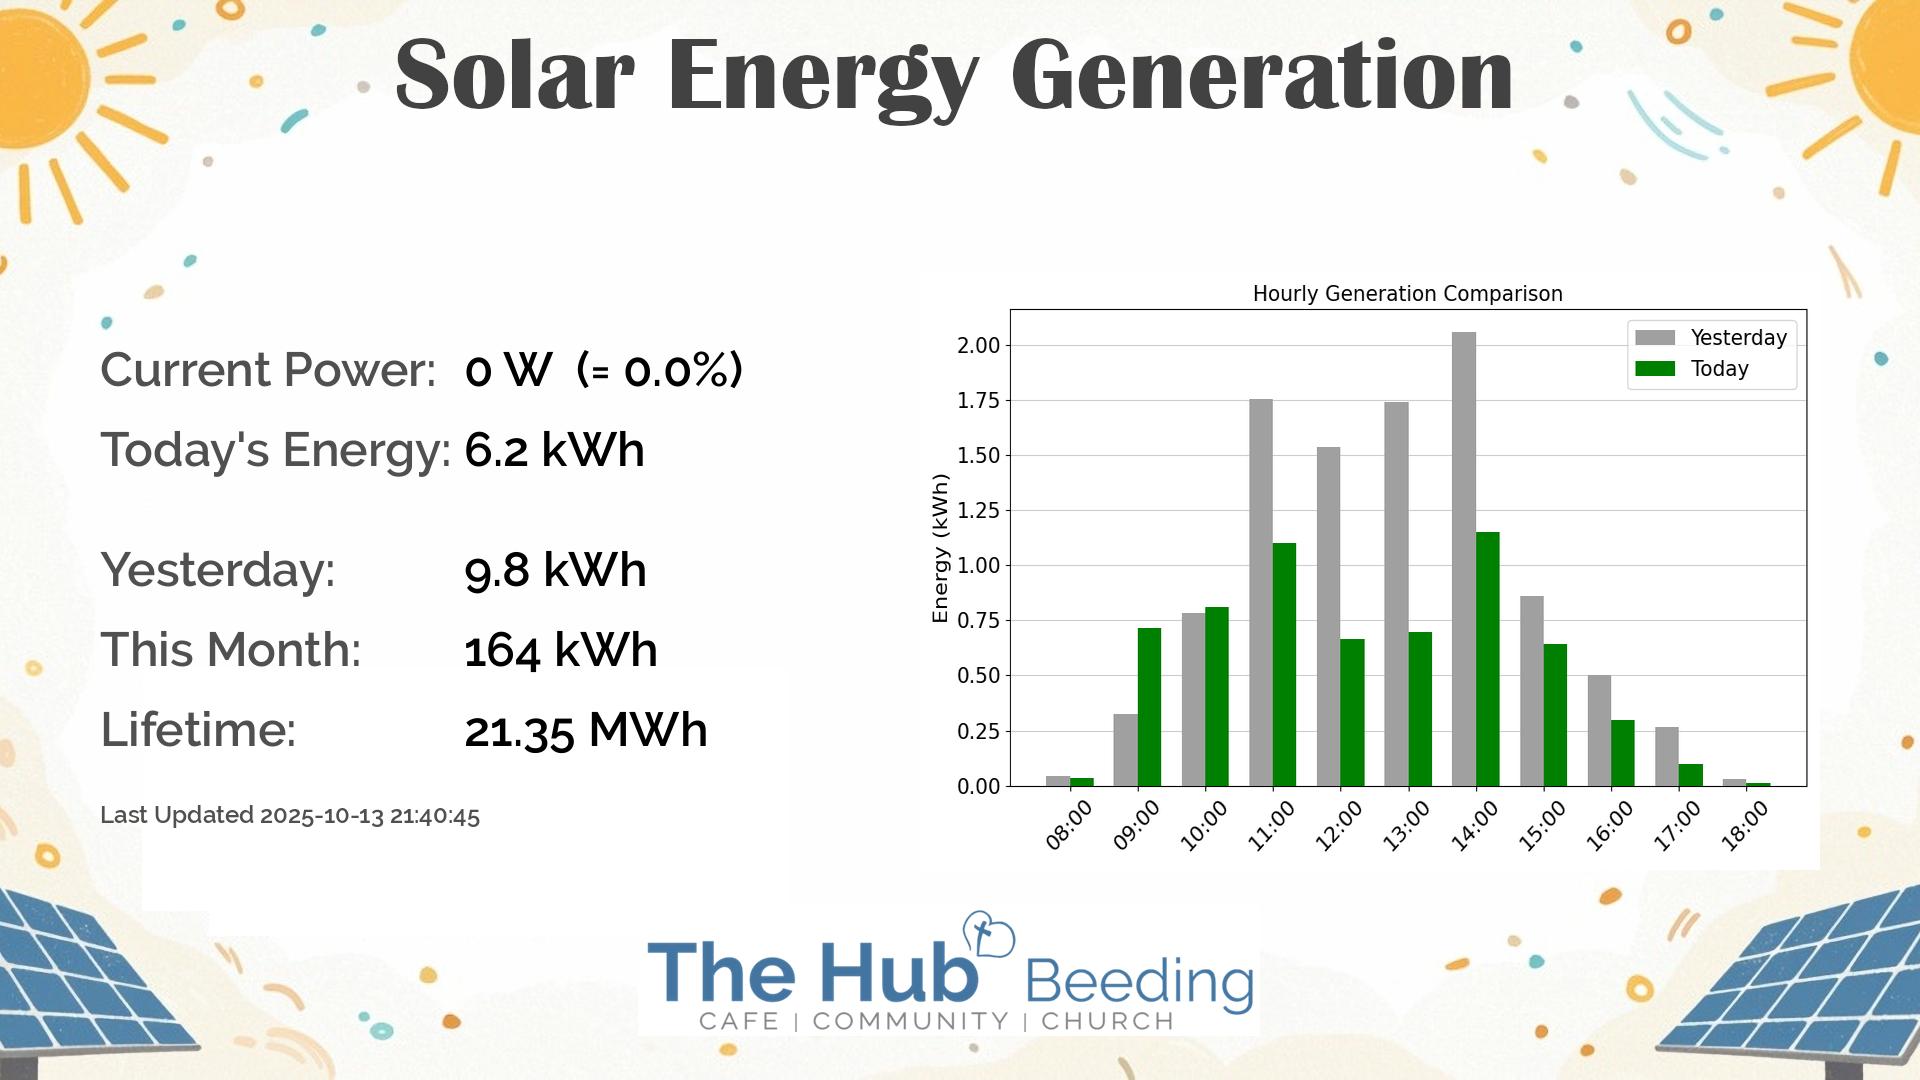 Solar Energy Generation
Current Power: 0 W (= 0.0%)
Today's Energy: 6.2 kWh
Yesterday: 9.8 kWh
This Month: 164 kWh
Lifetime: 21.35 MWh
Last Updated 2025-10-13 21:40:45
Hourly Generation Comparison
Yesterday
Today
Energy (kWh)
2.00
1.75
1.50
1.25
1.00
0.75
0.50
0.25
0.00
08:00 09:00 10:00 11:00 12:00 13:00 14:00 15:00 16:00 17:00 18:00
The Hub Beeding
CAFE | COMMUNITY | CHURCH